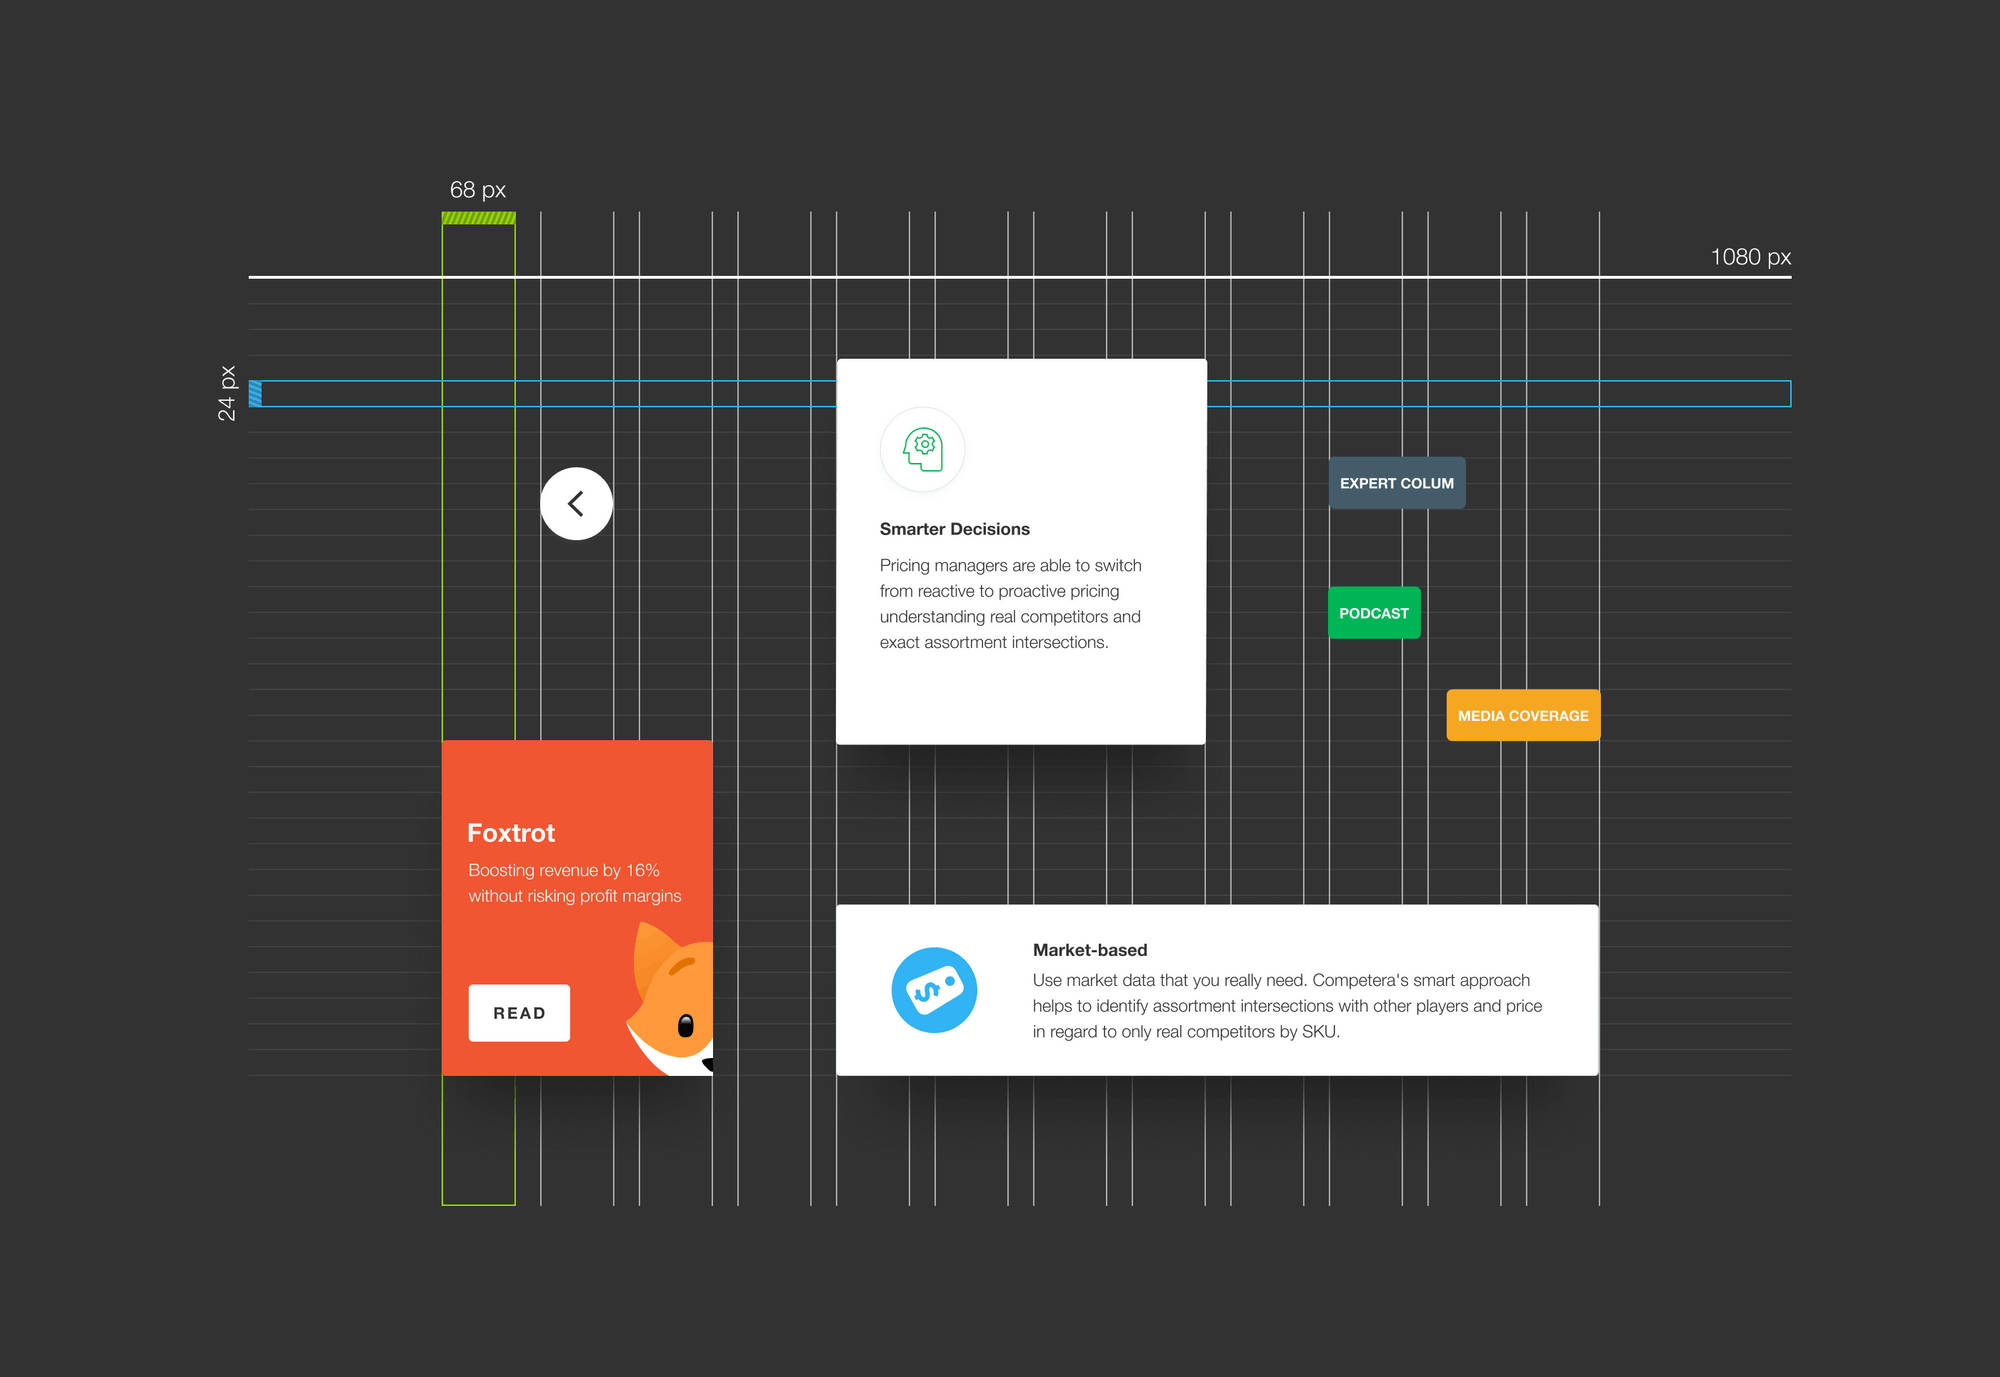 68 px
1080 px
24 px
Smarter Decisions
Pricing managers are able to switch
from reactive to proactive pricing
understanding real competitors and
exact assortment intersections.
EXPERT COLUM
PODCAST
MEDIA COVERAGE
Foxtrot
Boosting revenue by 16%
without risking profit margins
READ
Market-based
Use market data that you really need. Competera's smart approach
helps to identify assortment intersections with other players and price
in regard to only real competitors by SKU.